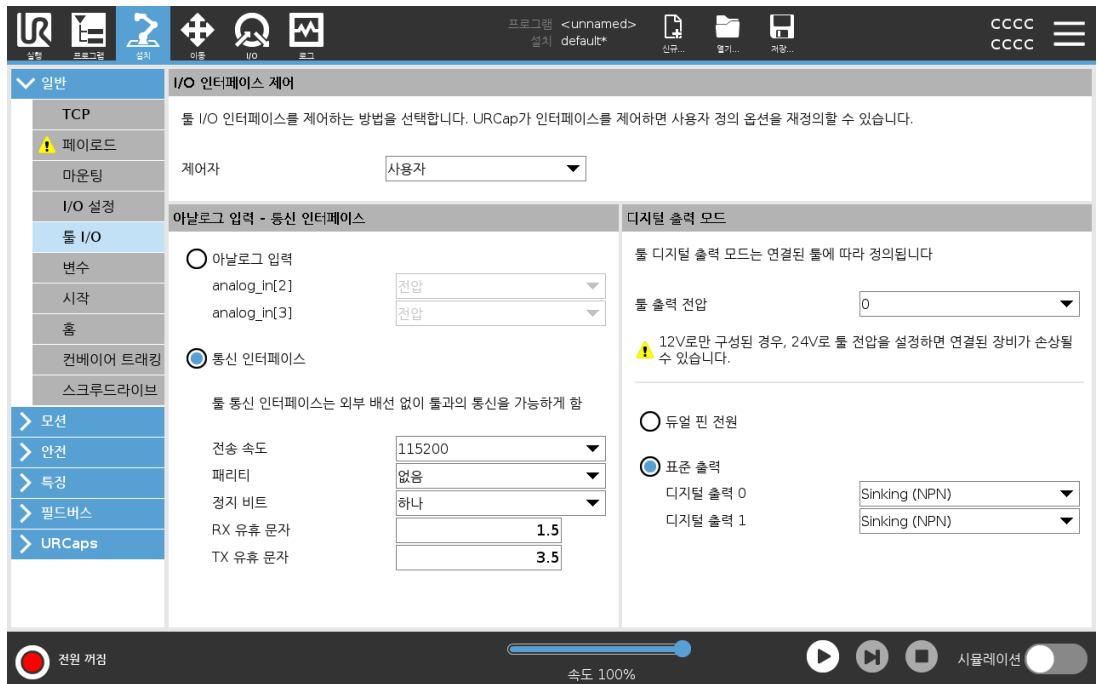 프로그램 <unnamed>
설치 default*
실행
프로그램
설치
이동
I/O
로그
신규...
열기...
저장...
CCCC
CCCC
일반
TCP
페이로드
마운팅
I/O 설정
툴 I/O
변수
시작
홈
컨베이어 트래킹
스크루드라이브
모션
안전
특징
필드버스
URCaps
I/O 인터페이스 제어
툴 I/O 인터페이스를 제어하는 방법을 선택합니다. URCap가 인터페이스를 제어하면 사용자 정의 옵션을 재정의할 수 있습니다.
제어자 사용자
아날로그 입력 - 통신 인터페이스
아날로그 입력
analog_in[2] 전압
analog_in[3] 전압
통신 인터페이스
툴 통신 인터페이스는 외부 배선 없이 툴과의 통신을 가능하게 함
전송 속도 115200
패리티 없음
정지 비트 하나
RX 유휴 문자 1.5
TX 유휴 문자 3.5
디지털 출력 모드
툴 디지털 출력 모드는 연결된 툴에 따라 정의됩니다
툴 출력 전압 0
12V로만 구성된 경우, 24V로 툴 전압을 설정하면 연결된 장비가 손상될
수 있습니다.
듀얼 핀 전원
표준 출력
디지털 출력 0 Sinking (NPN)
디지털 출력 1 Sinking (NPN)
전원 꺼짐
속도 100%
시뮬레이션